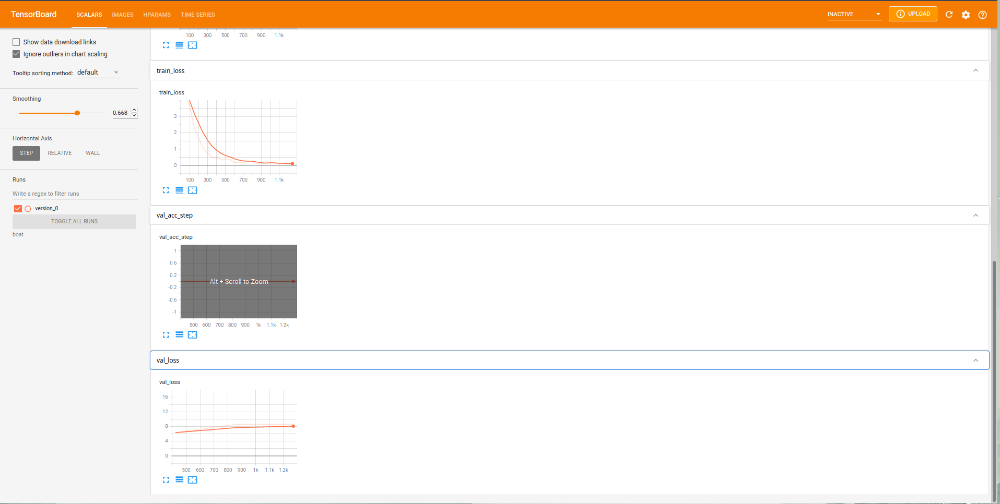 TensorBoard
SCALARS
IMAGES
HPARAMS
TIME SERIES
INACTIVE
UPLOAD
Show data download links
Ignore outliers in chart scaling
Tooltip sorting method: default
Smoothing
0.668
Horizontal Axis
STEP
RELATIVE
WALL
Runs
Write a regex to filter runs
version_0
TOGGLE ALL RUNS
boat
100 300 500 700 900 1.1k
train_loss
train_loss
3
2
1
0
100 300 500 700 900 1.1k
val_acc_step
val_acc_step
1
0.6
0.2
-0.2
-0.6
-1
Alt + Scroll to Zoom
500 600 700 800 900 1k 1.1k 1.2k
val_loss
val_loss
16
12
8
4
0
500 600 700 800 900 1k 1.1k 1.2k